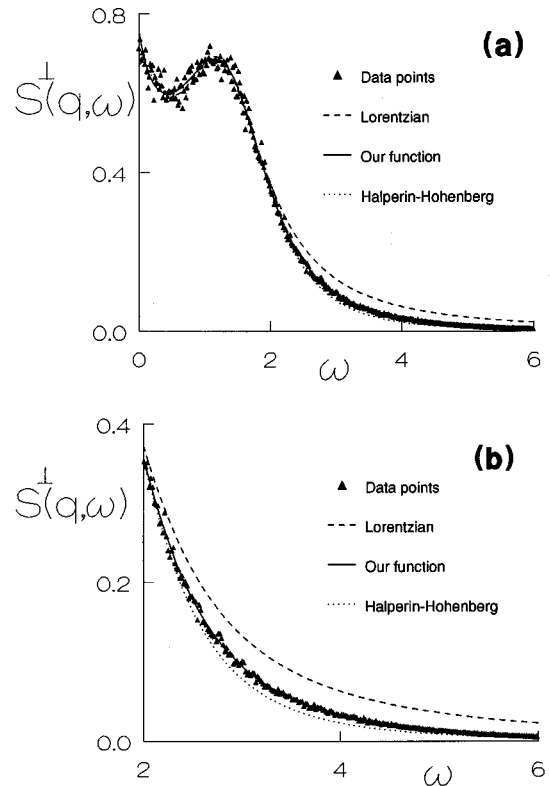 (a)
0.8
S⊥(q,ω)
0.4
0.0
▲ Data points
Lorentzian
Our function
Halperin-Hohenberg
0 2 4 6
ω
(b)
0.4
S⊥(q,ω)
0.2
0.0
▲ Data points
Lorentzian
Our function
Halperin-Hohenberg
2 4 6
ω